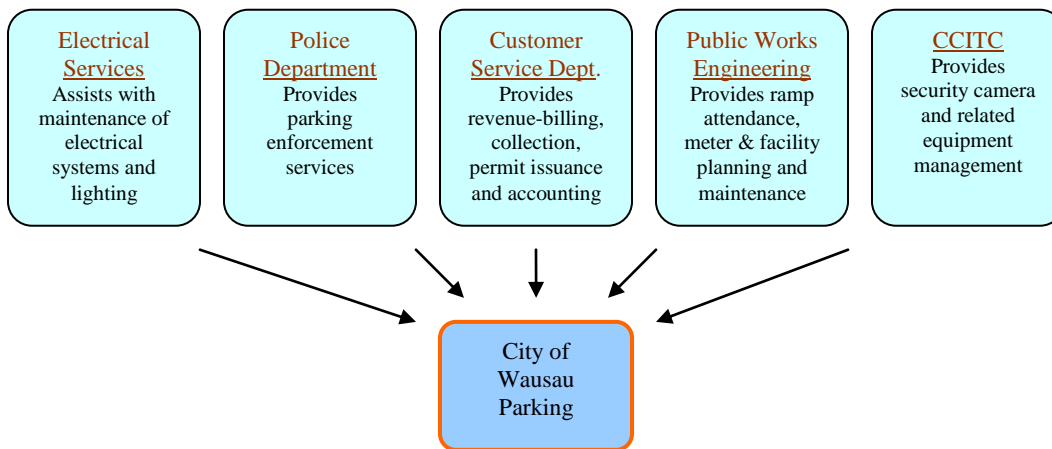 Electrical
Services
Assists with
maintenance of
electrical
systems and
lighting
Police
Department
Provides
parking
enforcement
services
Customer
Service Dept.
Provides
revenue-billing,
collection,
permit issuance
and accounting
Public Works
Engineering
Provides ramp
attendance,
meter & facility
planning and
maintenance
CCITC
Provides
security camera
and related
equipment
management
City of
Wausau
Parking